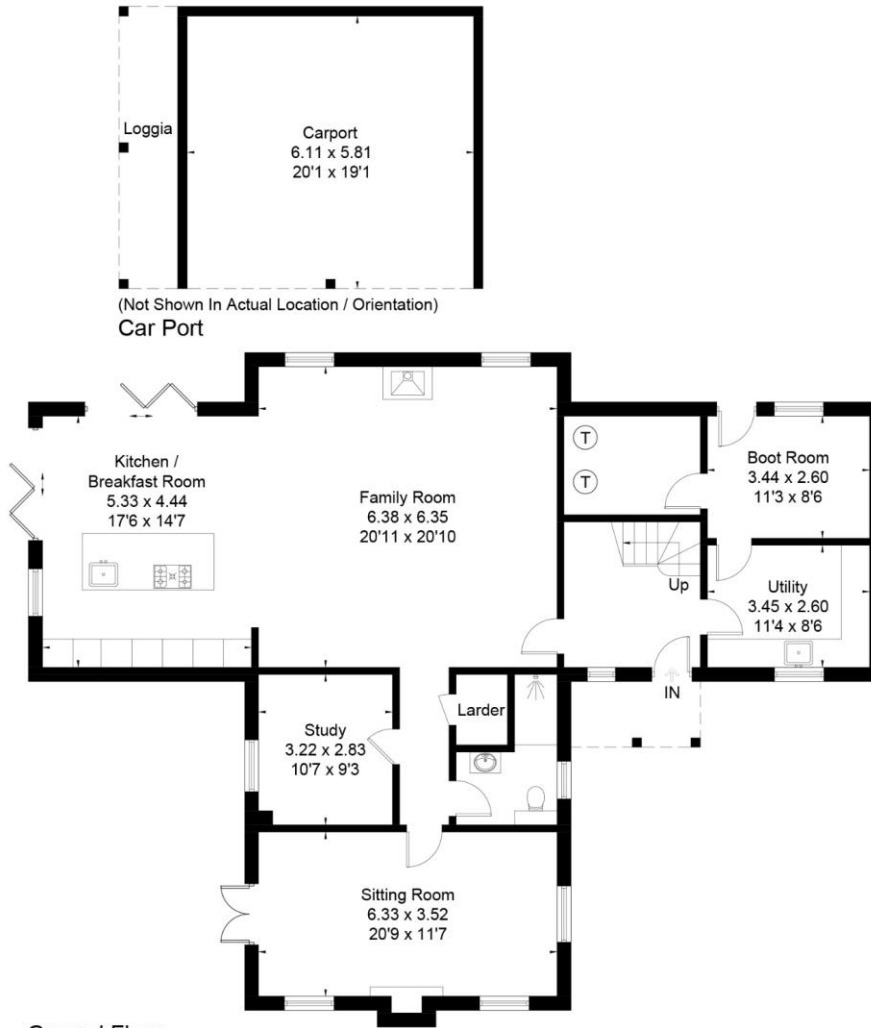 Loggia
Carport
6.11 x 5.81
20'1 x 19'1
(Not Shown In Actual Location / Orientation)
Car Port
Kitchen /
Breakfast Room
5.33 x 4.44
17'6 x 14'7
Family Room
6.38 x 6.35
20'11 x 20'10
T
T
Boot Room
3.44 x 2.60
11'3 x 8'6
Up
Utility
3.45 x 2.60
11'4 x 8'6
IN
Larder
Study
3.22 x 2.83
10'7 x 9'3
Sitting Room
6.33 x 3.52
20'9 x 11'7